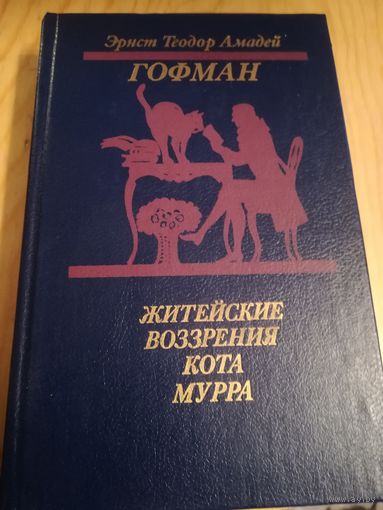 Эрнст Теодор Амадей
ГОФМАН
ЖИТЕЙСКИЕ
ВОЗЗРЕНИЯ
КОТА
МУРРА